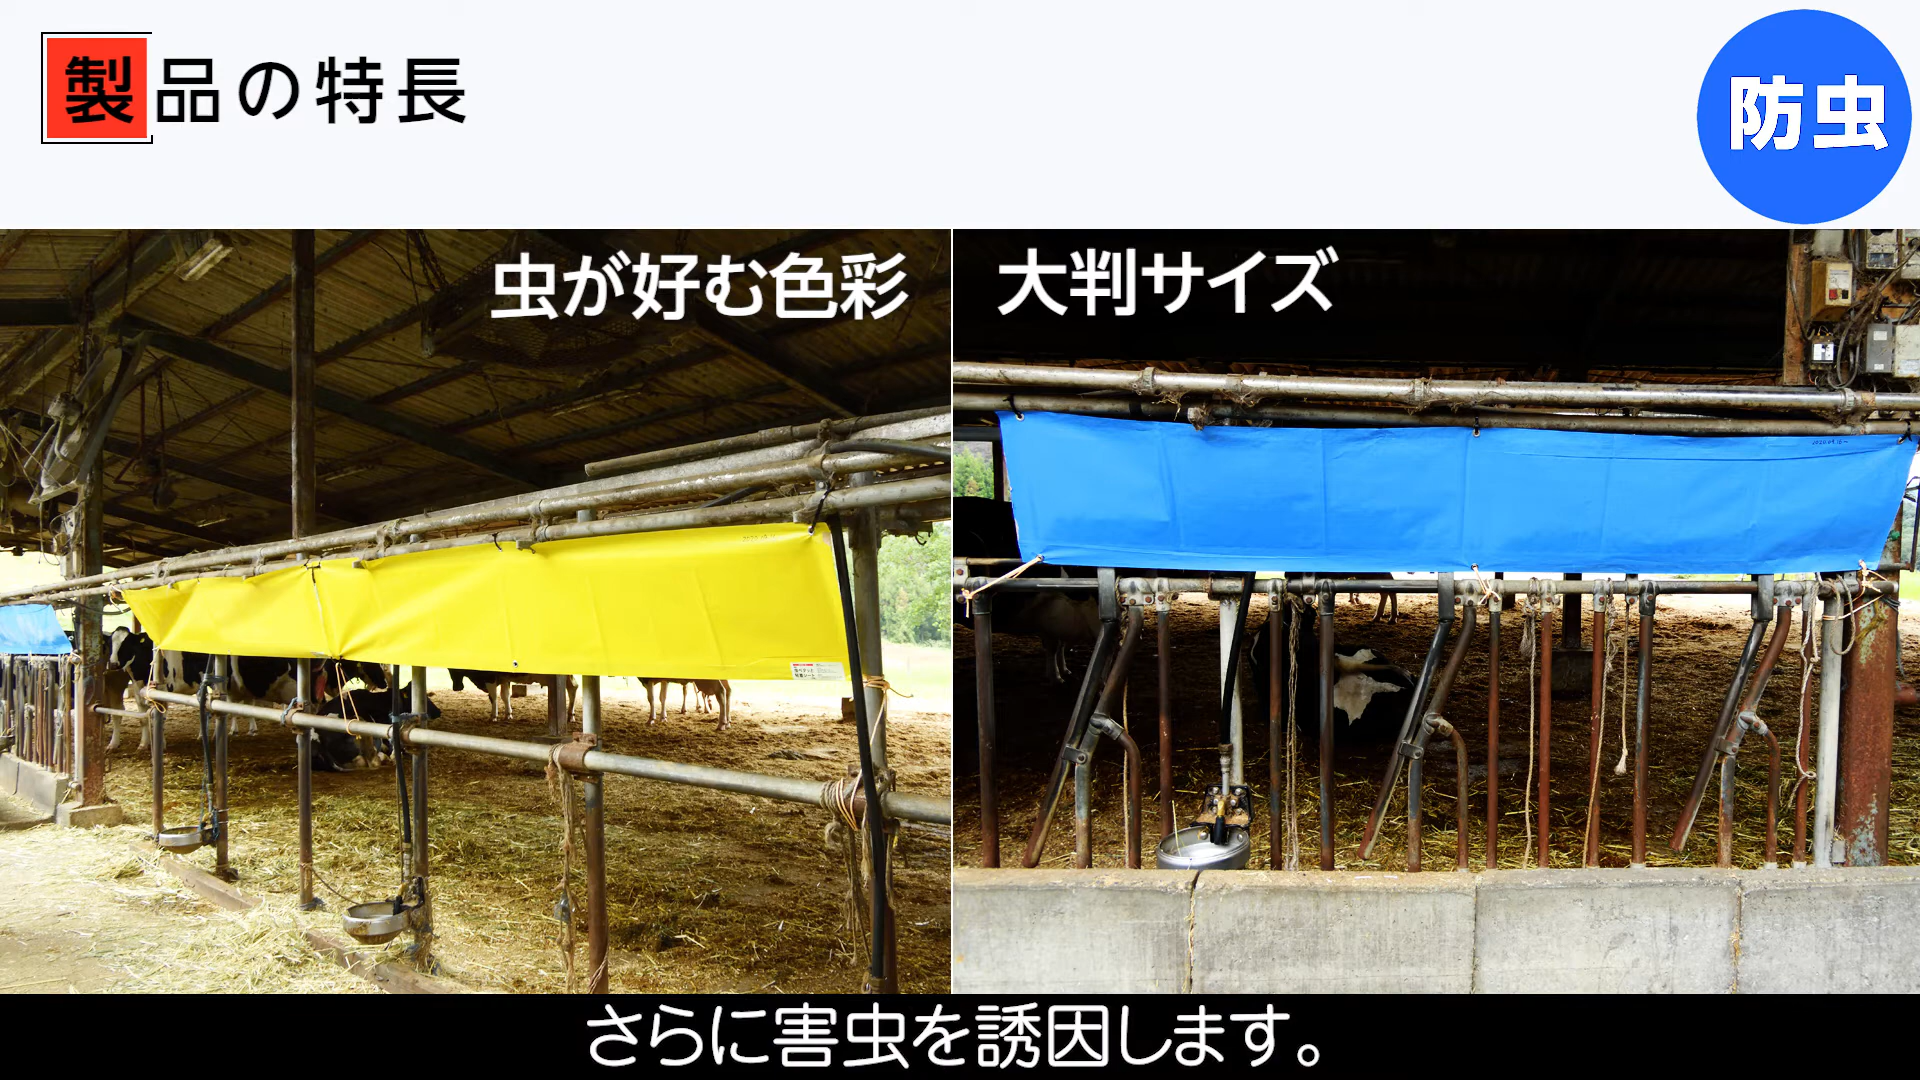 製品の特長
防虫
虫が好む色彩
大判サイズ
さらに害虫を誘因します。